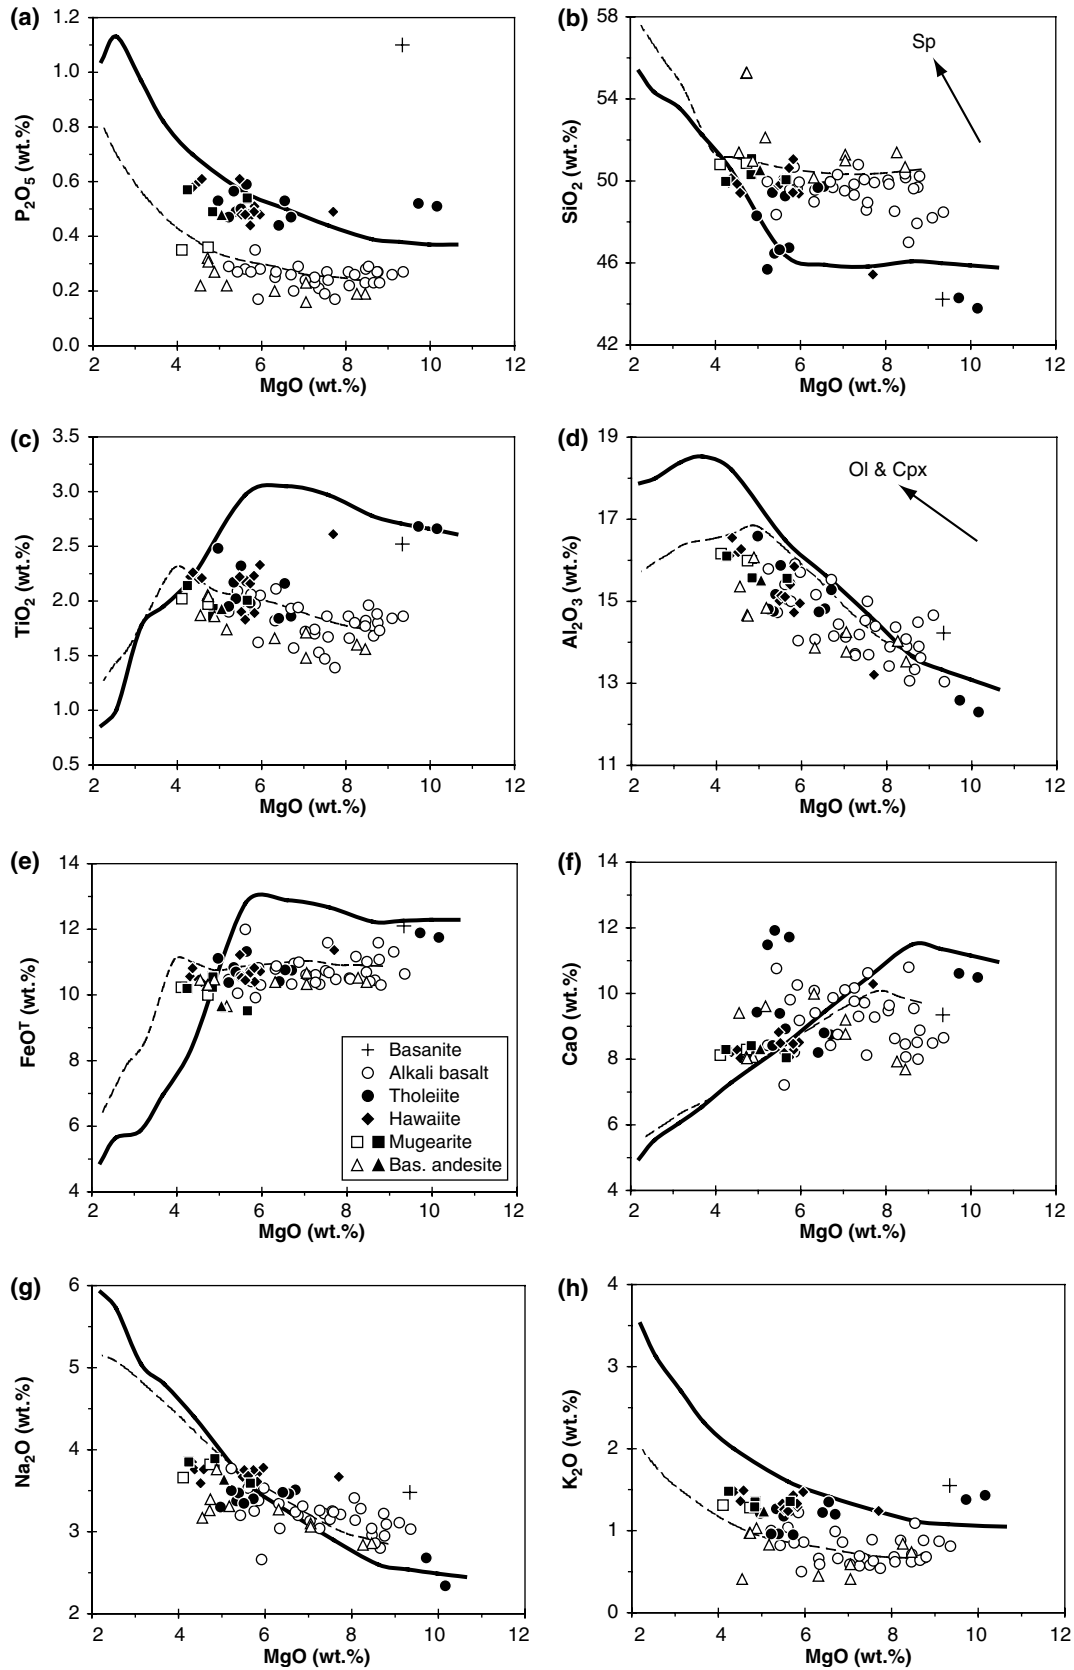 (a)
1.2
1.0
0.8
0.6
0.4
0.2
0.0
P2O5 (wt.%)
2 4 6 8 10 12
MgO (wt.%)
(b)
58
54
50
46
42
SiO2 (wt.%)
Sp
2 4 6 8 10 12
MgO (wt.%)
(c)
3.5
3.0
2.5
2.0
1.5
1.0
0.5
TiO2 (wt.%)
2 4 6 8 10 12
MgO (wt.%)
(d)
19
17
15
13
11
Al2O3 (wt.%)
Ol & Cpx
2 4 6 8 10 12
MgO (wt.%)
(e)
14
12
10
8
6
4
FeOT (wt.%)
Basanite
Alkali basalt
Tholeiite
Hawaiite
Mugearite
Bas. andesite
2 4 6 8 10 12
MgO (wt.%)
(f)
14
12
10
8
6
4
CaO (wt.%)
2 4 6 8 10 12
MgO (wt.%)
(g)
6
5
4
3
2
Na2O (wt.%)
2 4 6 8 10 12
MgO (wt.%)
(h)
4
3
2
1
0
K2O (wt.%)
2 4 6 8 10 12
MgO (wt.%)